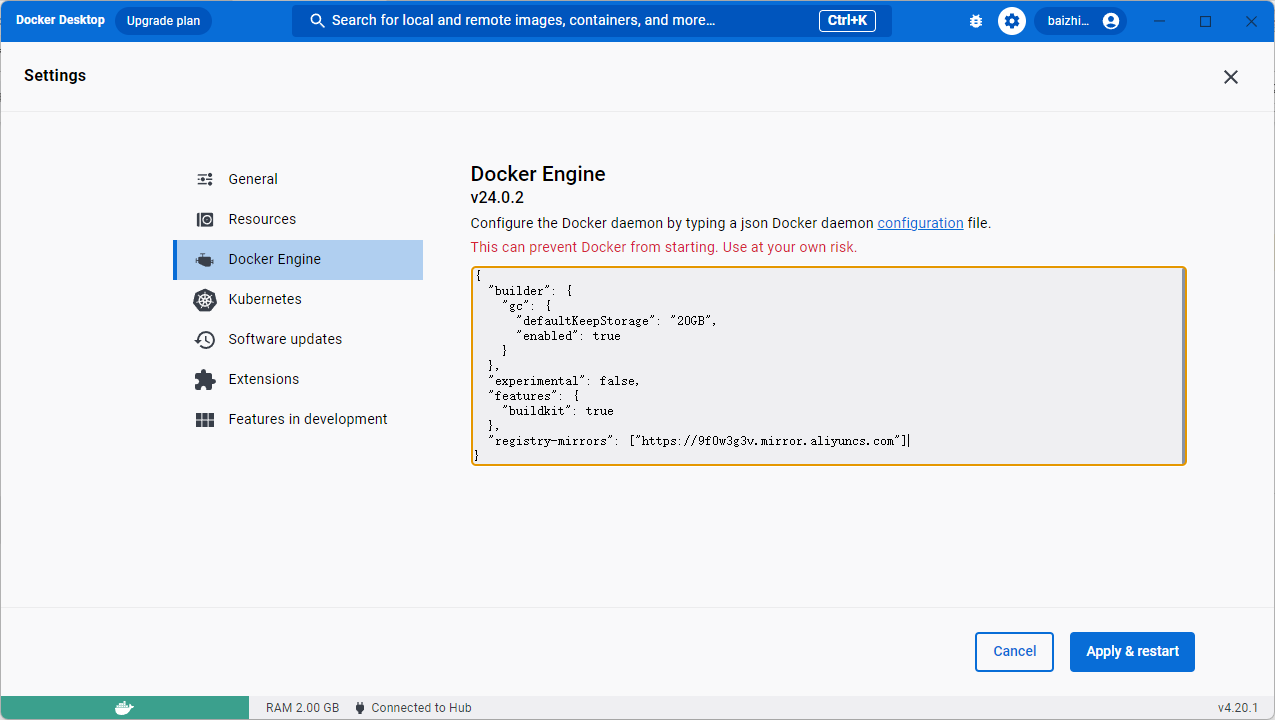 Docker Desktop Upgrade plan Search for local and remote images, containers, and more... Ctrl+K baizhi...
Settings
General
Resources
Docker Engine
Kubernetes
Software updates
Extensions
Features in development
Docker Engine
v24.0.2
Configure the Docker daemon by typing a json Docker daemon configuration file.
This can prevent Docker from starting. Use at your own risk.
{
  "builder": {
    "gc": {
      "defaultKeepStorage": "20GB",
      "enabled": true
    }
  },
  "experimental": false,
  "features": {
    "buildkit": true
  },
  "registry-mirrors": ["https://9f0w3g3v.mirror.aliyuncs.com"]
}
Cancel Apply & restart
RAM 2.00 GB Connected to Hub v4.20.1